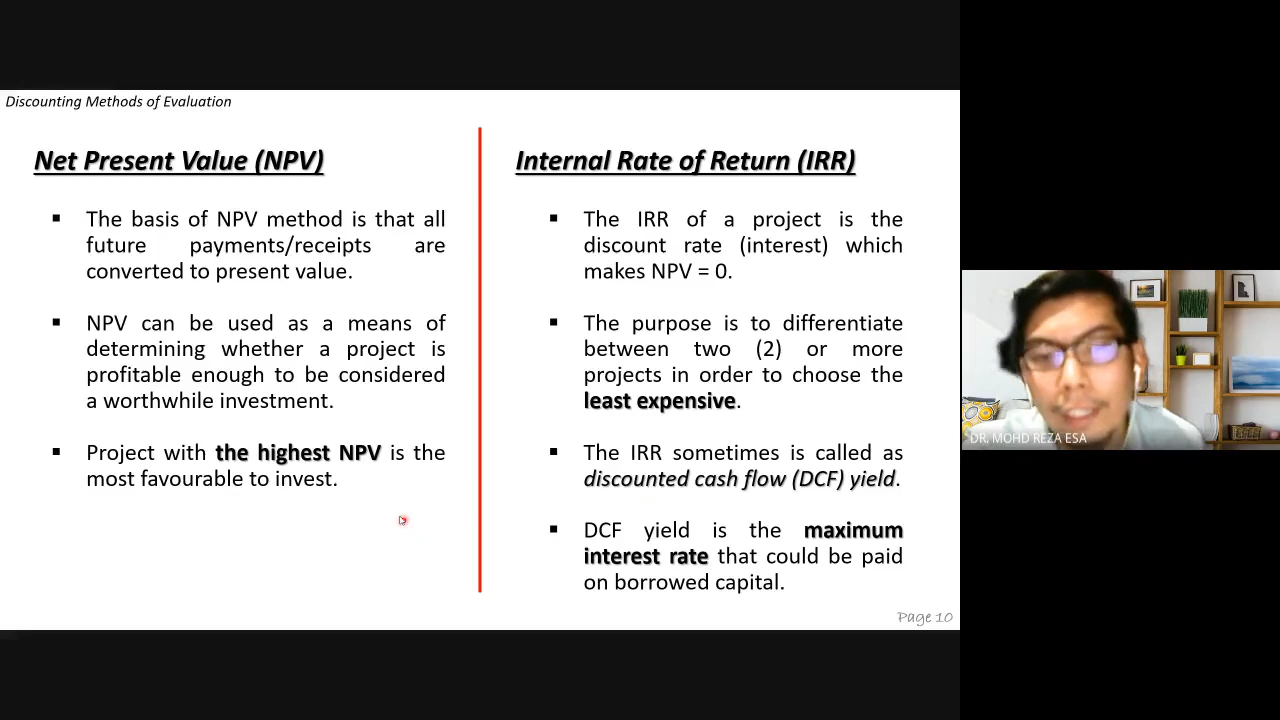 Discounting Methods of Evaluation
Net Present Value (NPV)
▪ The basis of NPV method is that all
future payments/receipts are
converted to present value.
▪ NPV can be used as a means of
determining whether a project is
profitable enough to be considered
a worthwhile investment.
▪ Project with the highest NPV is the
most favourable to invest.
Internal Rate of Return (IRR)
▪ The IRR of a project is the
discount rate (interest) which
makes NPV = 0.
▪ The purpose is to differentiate
between two (2) or more
projects in order to choose the
least expensive.
▪ The IRR sometimes is called as
discounted cash flow (DCF) yield.
▪ DCF yield is the maximum
interest rate that could be paid
on borrowed capital.
Page 10
DR. MOHD REZA ESA